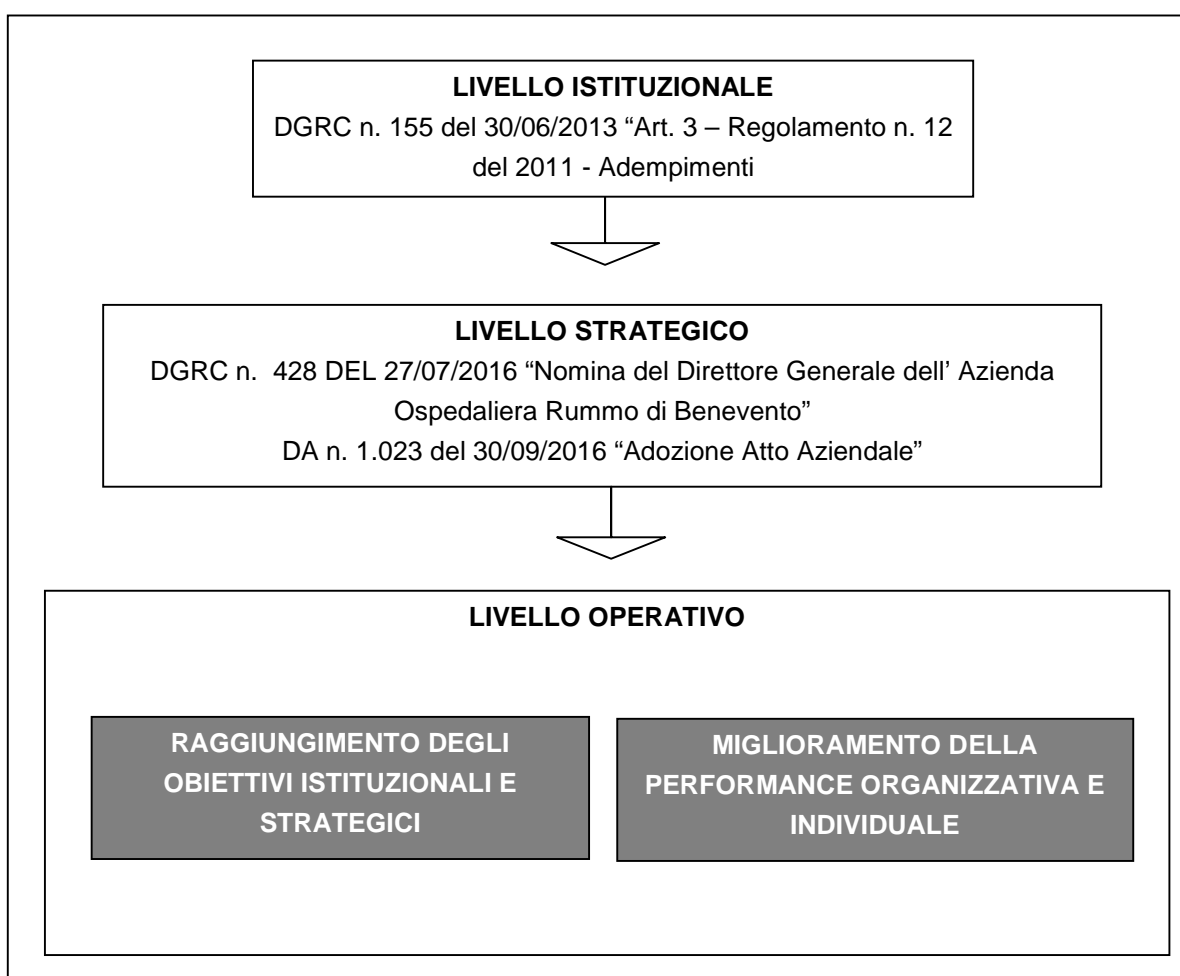 LIVELLO ISTITUZIONALE
DGRC n. 155 del 30/06/2013 “Art. 3 – Regolamento n. 12
del 2011 - Adempimenti
LIVELLO STRATEGICO
DGRC n. 428 DEL 27/07/2016 “Nomina del Direttore Generale dell’ Azienda
Ospedaliera Rummo di Benevento”
DA n. 1.023 del 30/09/2016 “Adozione Atto Aziendale”
LIVELLO OPERATIVO
RAGGIUNGIMENTO DEGLI
OBIETTIVI ISTITUZIONALI E
STRATEGICI
MIGLIORAMENTO DELLA
PERFORMANCE ORGANIZZATIVA E
INDIVIDUALE